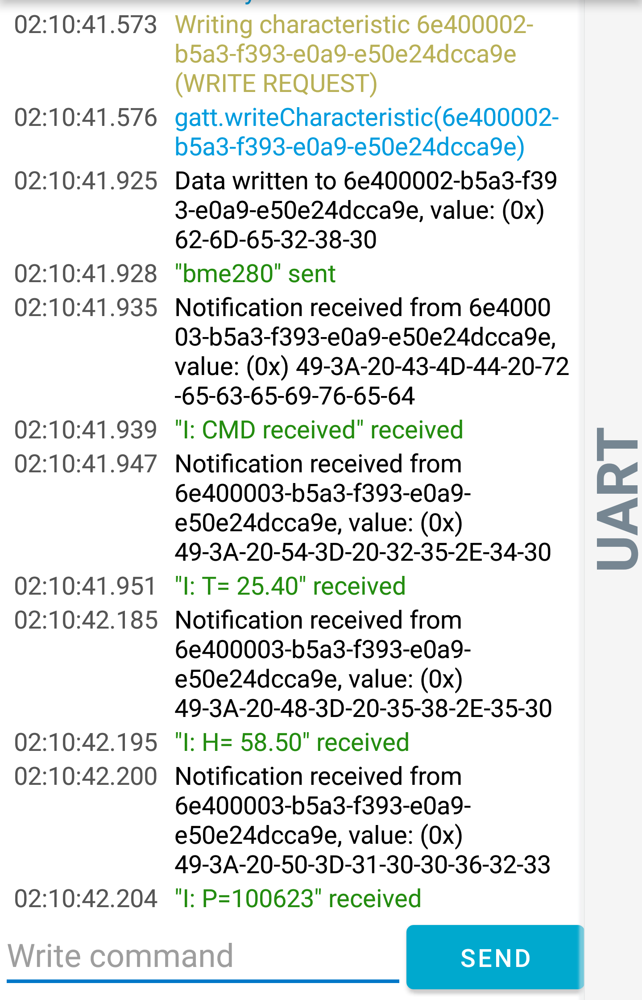 02:10:41.573 Writing characteristic 6e400002-
b5a3-f393-e0a9-e50e24dcca9e
(WRITE REQUEST)
02:10:41.576 gatt.writeCharacteristic(6e400002-
b5a3-f393-e0a9-e50e24dcca9e)
02:10:41.925 Data written to 6e400002-b5a3-f39
3-e0a9-e50e24dcca9e, value: (0x)
62-6D-65-32-38-30
02:10:41.928 "bme280" sent
02:10:41.935 Notification received from 6e4000
03-b5a3-f393-e0a9-e50e24dcca9e,
value: (0x) 49-3A-20-43-4D-44-20-72
-65-63-65-69-76-65-64
02:10:41.939 "I: CMD received" received
02:10:41.947 Notification received from
6e400003-b5a3-f393-e0a9-
e50e24dcca9e, value: (0x)
49-3A-20-54-3D-20-32-35-2E-34-30
02:10:41.951 "I: T= 25.40" received
02:10:42.185 Notification received from
6e400003-b5a3-f393-e0a9-
e50e24dcca9e, value: (0x)
49-3A-20-48-3D-20-35-38-2E-35-30
02:10:42.195 "I: H= 58.50" received
02:10:42.200 Notification received from
6e400003-b5a3-f393-e0a9-
e50e24dcca9e, value: (0x)
49-3A-20-50-3D-31-30-30-36-32-33
02:10:42.204 "I: P=100623" received
Write command
SEND
UART